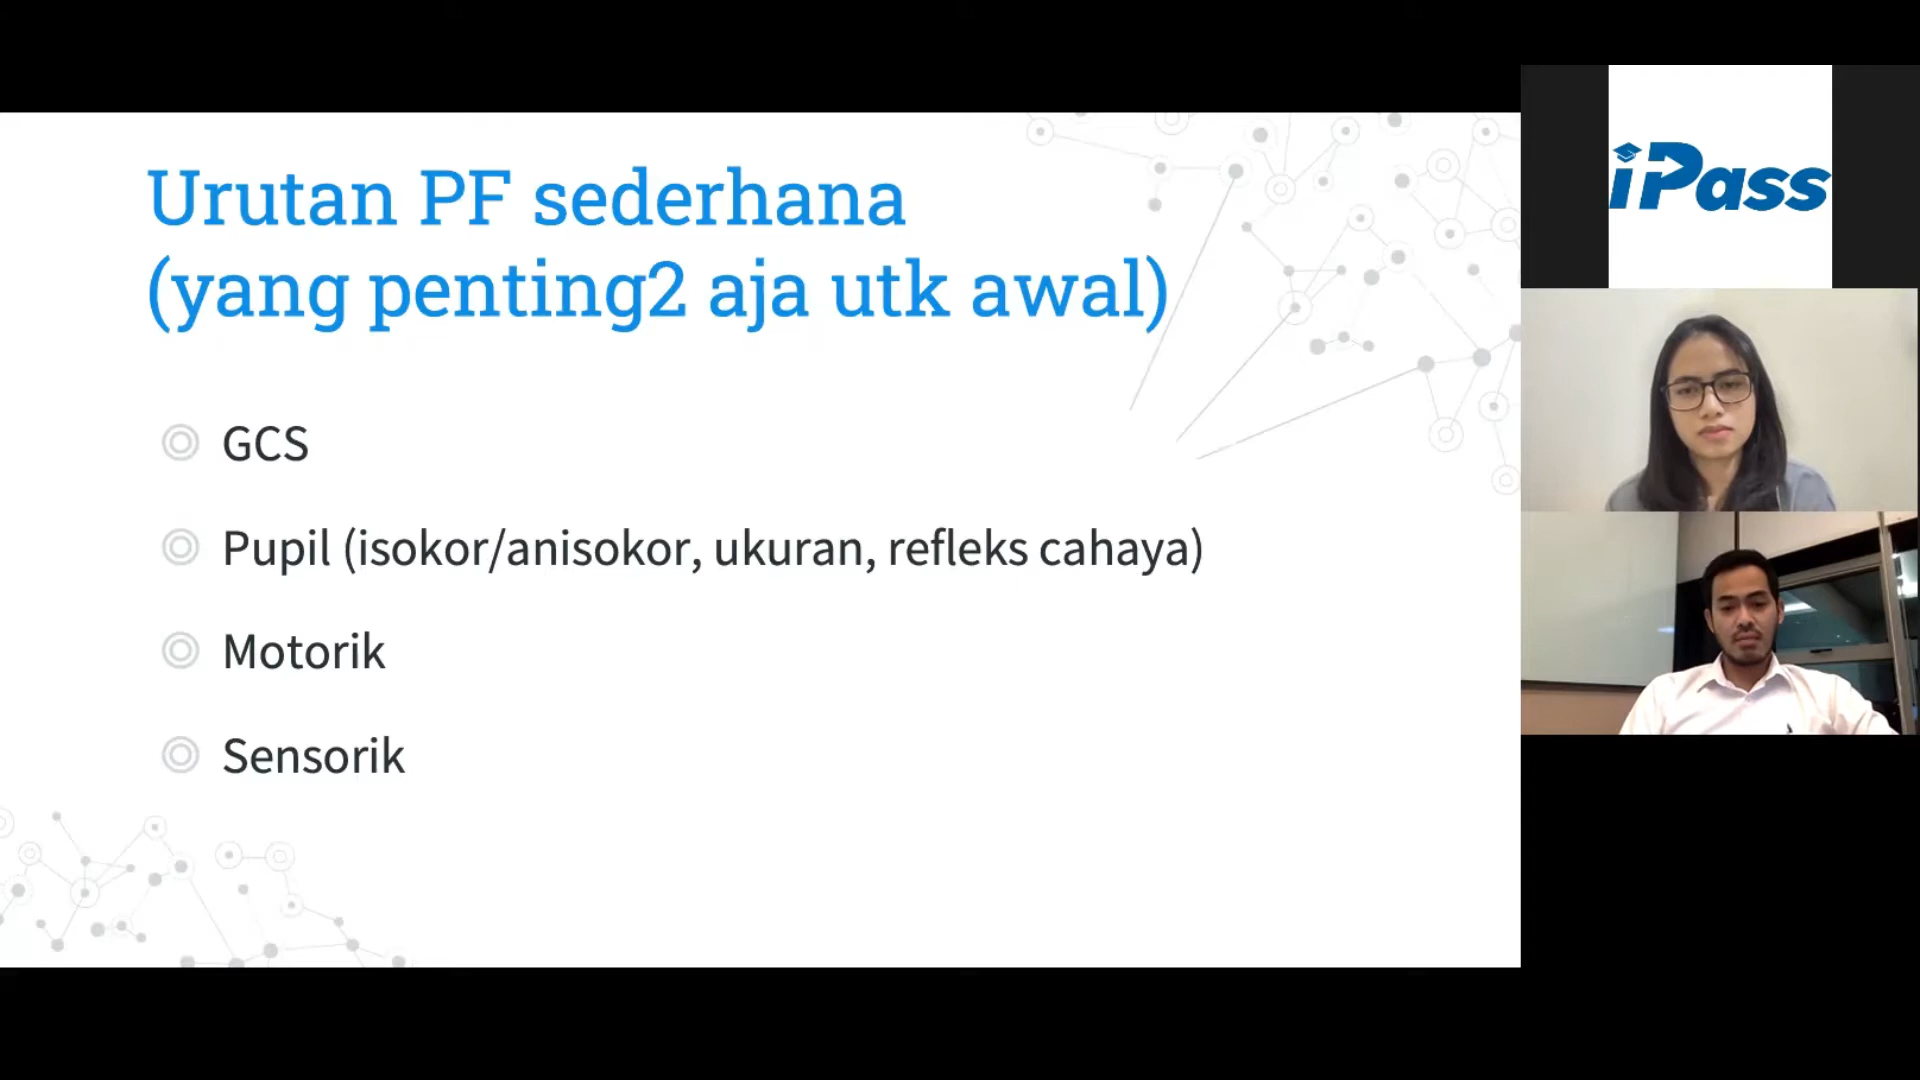 Urutan PF sederhana
(yang penting2 aja utk awal)
GCS
Pupil (isokor/anisokor, ukuran, refleks cahaya)
Motorik
Sensorik
iPass